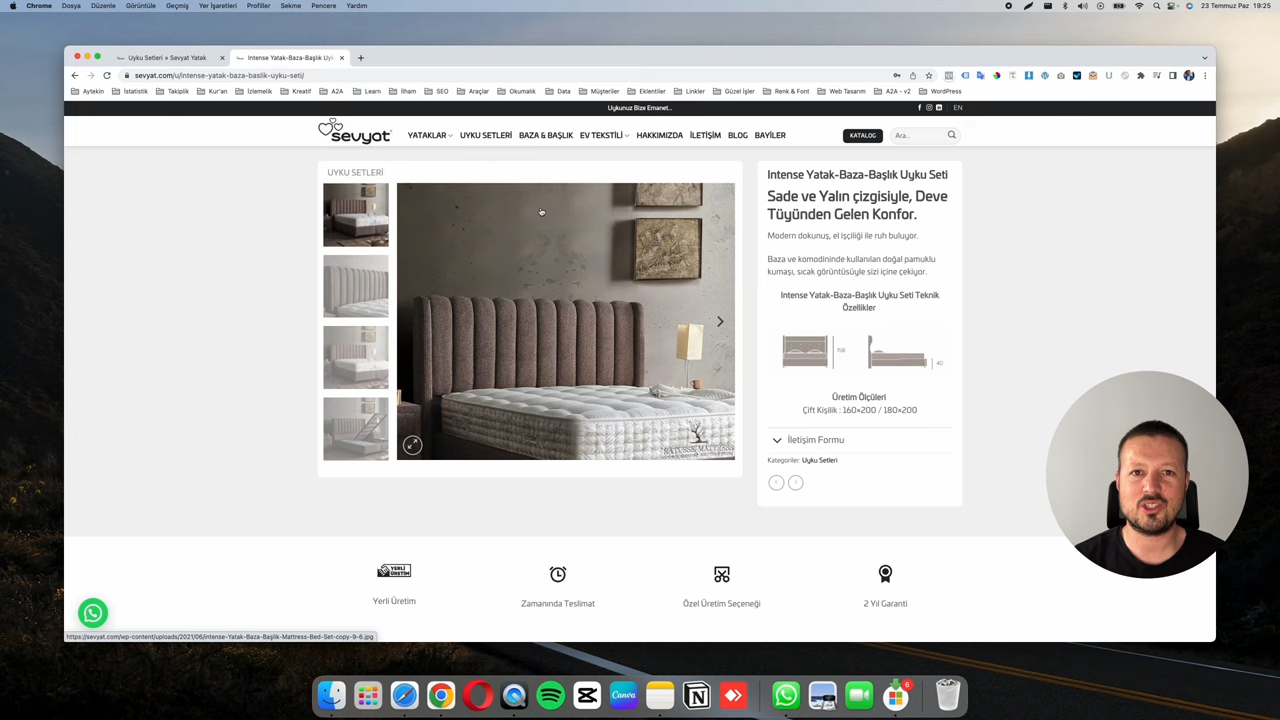 Chrome Dosya Düzenle Görüntüle Geçmiş Yer İşaretleri Profiller Sekme Pencere Yardım
23 Temmuz Paz 19:25
Uyku Setleri » Sevyat Yatak
Intense Yatak-Baza-Başlık Uyk
sevyat.com/u/intense-yatak-baza-baslik-uyku-seti/
Aytekin İstatistik Takiplik Kur'an İzlemelik Kreatif A2A Learn İlham SEO Araçlar Okumalık Data Müşteriler Eklentiler Linkler Güzel İşler Renk & Font Web Tasarım A2A - v2 WordPress
Uykunuz Bize Emanet...
EN
sevyat
YATAKLAR UYKU SETLERİ BAZA & BAŞLIK EV TEKSTİLİ HAKKIMIZDA İLETİŞİM BLOG BAYİLER
KATALOG
Ara..
UYKU SETLERİ
Intense Yatak-Baza-Başlık Uyku Seti
Sade ve Yalın çizgisiyle, Deve
Tüyünden Gelen Konfor.
Modern dokunuş, el işçiliği ile ruh buluyor.
Baza ve komodininde kullanılan doğal pamuklu
kumaşı, sıcak görüntüsüyle sizi içine çekiyor.
Intense Yatak-Baza-Başlık Uyku Seti Teknik
Özellikler
40
Üretim Ölçüleri
Çift Kişilik : 160×200 / 180×200
İletişim Formu
Kategoriler: Uyku Setleri
YERLİ
ÜRETİM
Yerli Üretim
Zamanında Teslimat
Özel Üretim Seçeneği
2 Yıl Garanti
https://sevyat.com/wp-content/uploads/2021/06/Intense-Yatak-Baza-Başlik-Mattress-Bed-Set-copy-9-6.jpg
Canva
6